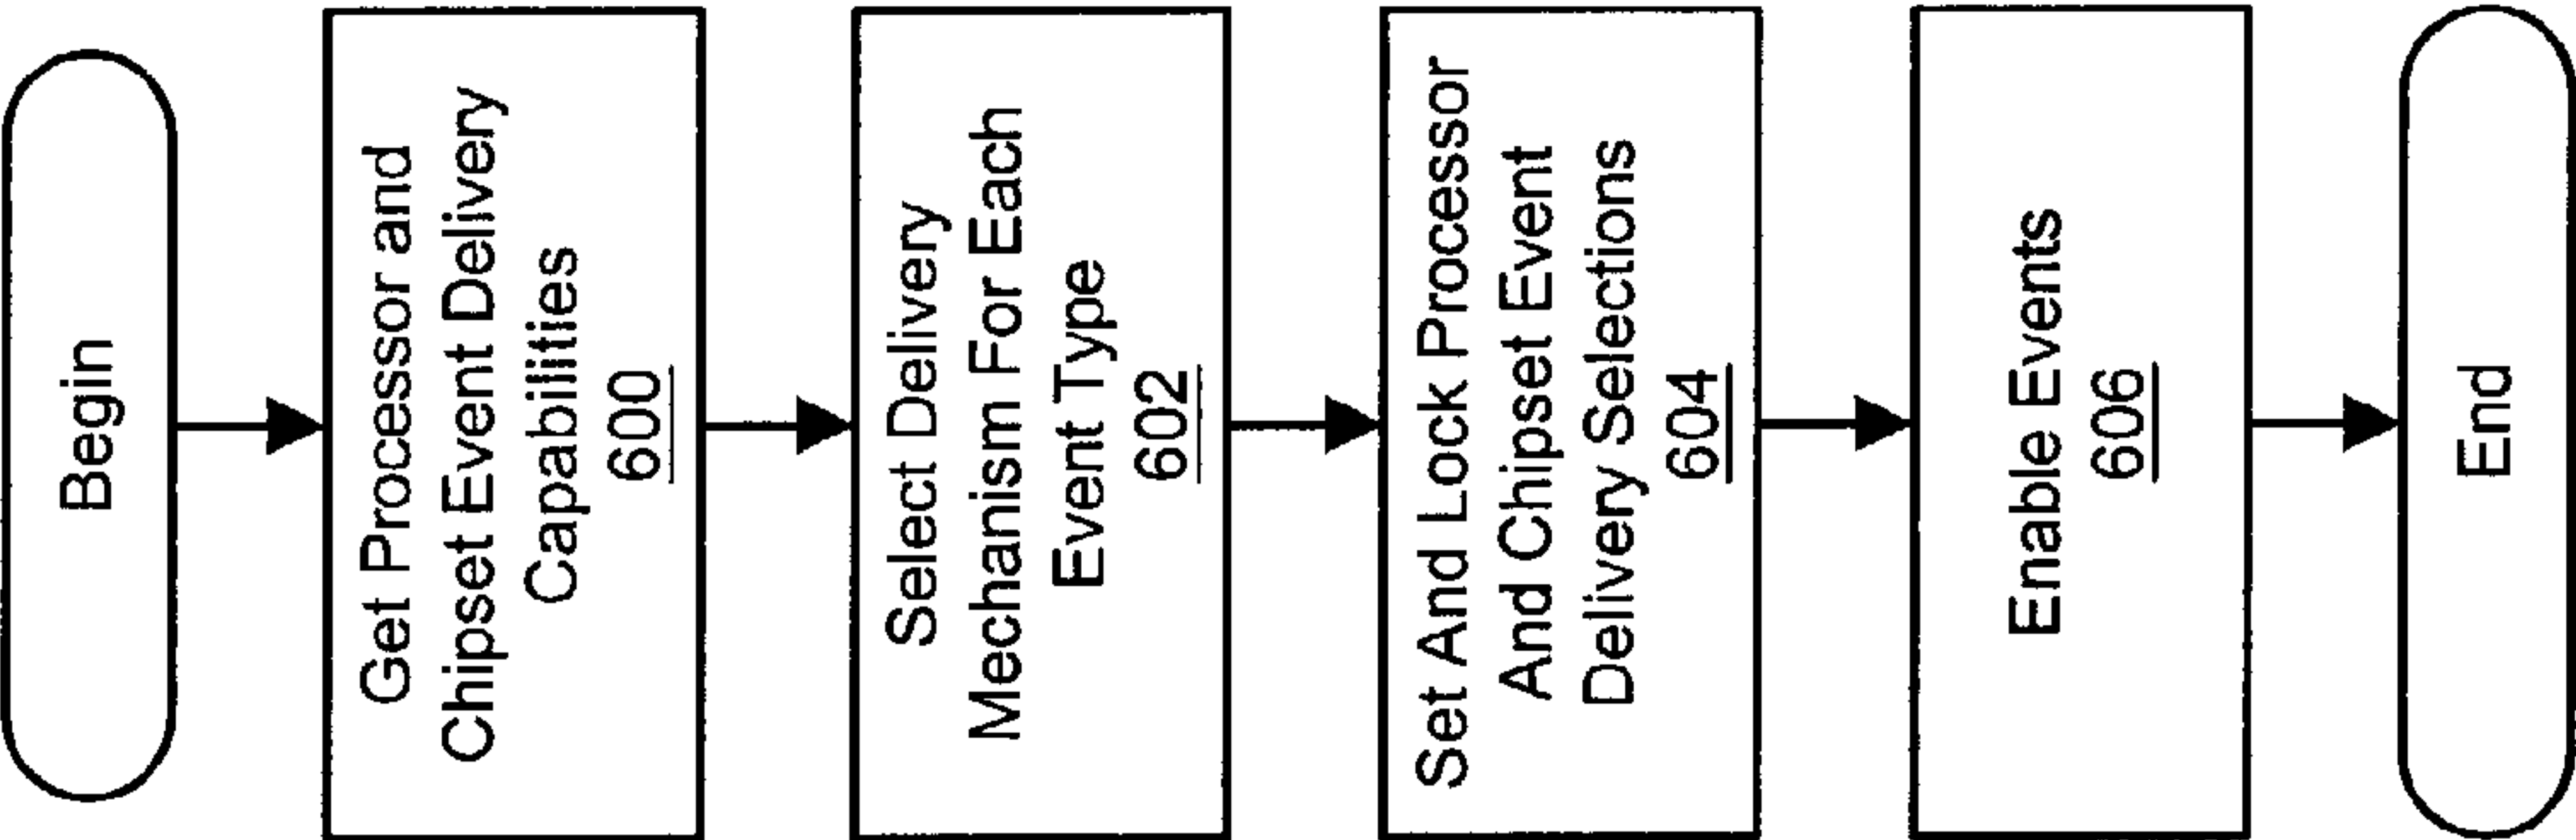 Begin
Get Processor and
Chipset Event Delivery
Capabilities
600
Select Delivery
Mechanism For Each
Event Type
602
Set And Lock Processor
And Chipset Event
Delivery Selections
604
Enable Events
606
End